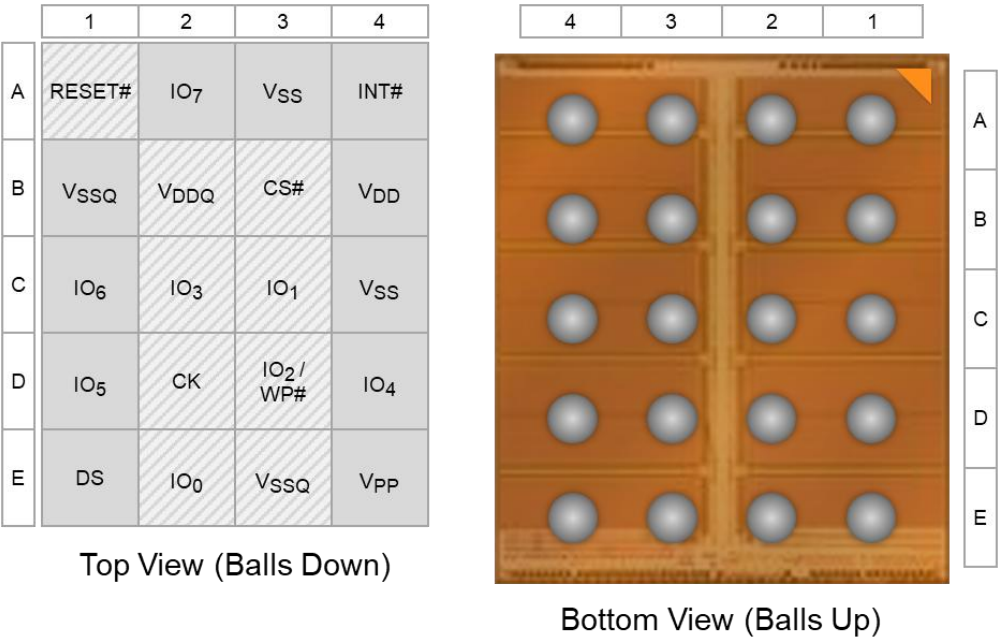 1 2 3 4
A RESET# IO7 VSS INT#
B VSSQ VDDQ CS# VDD
C IO6 IO3 IO1 VSS
D IO5 CK IO2 / WP# IO4
E DS IO0 VSSQ VPP
Top View (Balls Down)
4 3 2 1
A
B
C
D
E
Bottom View (Balls Up)